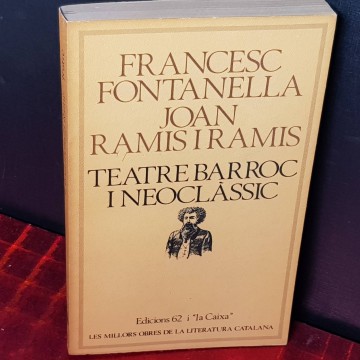 FRANCESC
FONTANELLA
JOAN
RAMIS I RAMIS
TEATRE BARROC
I NEOCLÀSSIC
Edicions 62 i "la Caixa"
LES MILLORS OBRES DE LA LITERATURA CATALANA